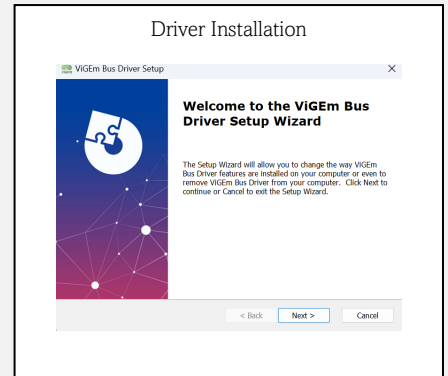 Driver Installation
ViGEm Bus Driver Setup
Welcome to the ViGEm Bus
Driver Setup Wizard
The Setup Wizard will allow you to change the way ViGEm
Bus Driver features are installed on your computer or even to
remove ViGEm Bus Driver from your computer. Click Next to
continue or Cancel to exit the Setup Wizard.
< Back Next > Cancel